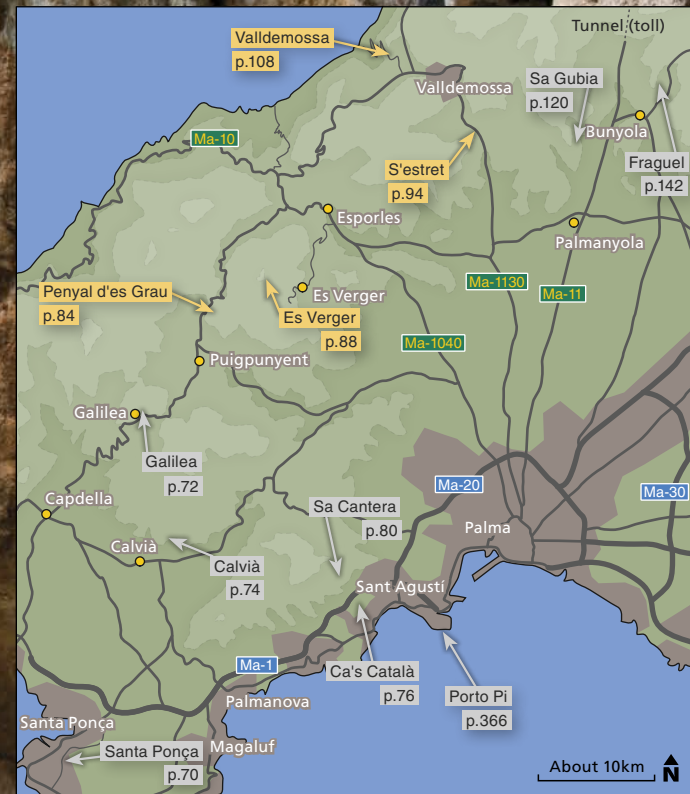 Tunnel (toll)
Valldemossa
p.108
Valldemossa
Sa Gubia
p.120
Bunyola
Ma-10
Fraguel
p.142
S'estret
p.94
Esporles
Palmanyola
Penyal d'es Grau
p.84
Es Verger
Es Verger
p.88
Ma-1130
Ma-11
Ma-1040
Puigpunyent
Galilea
Galilea
p.72
Ma-20
Ma-30
Capdella
Sa Cantera
p.80
Palma
Calvià
Calvià
p.74
Sant Agustí
Ma-1
Ca's Català
p.76
Porto Pi
p.366
Palmanova
Santa Ponça
Magaluf
Santa Ponça
p.70
About 10km
N